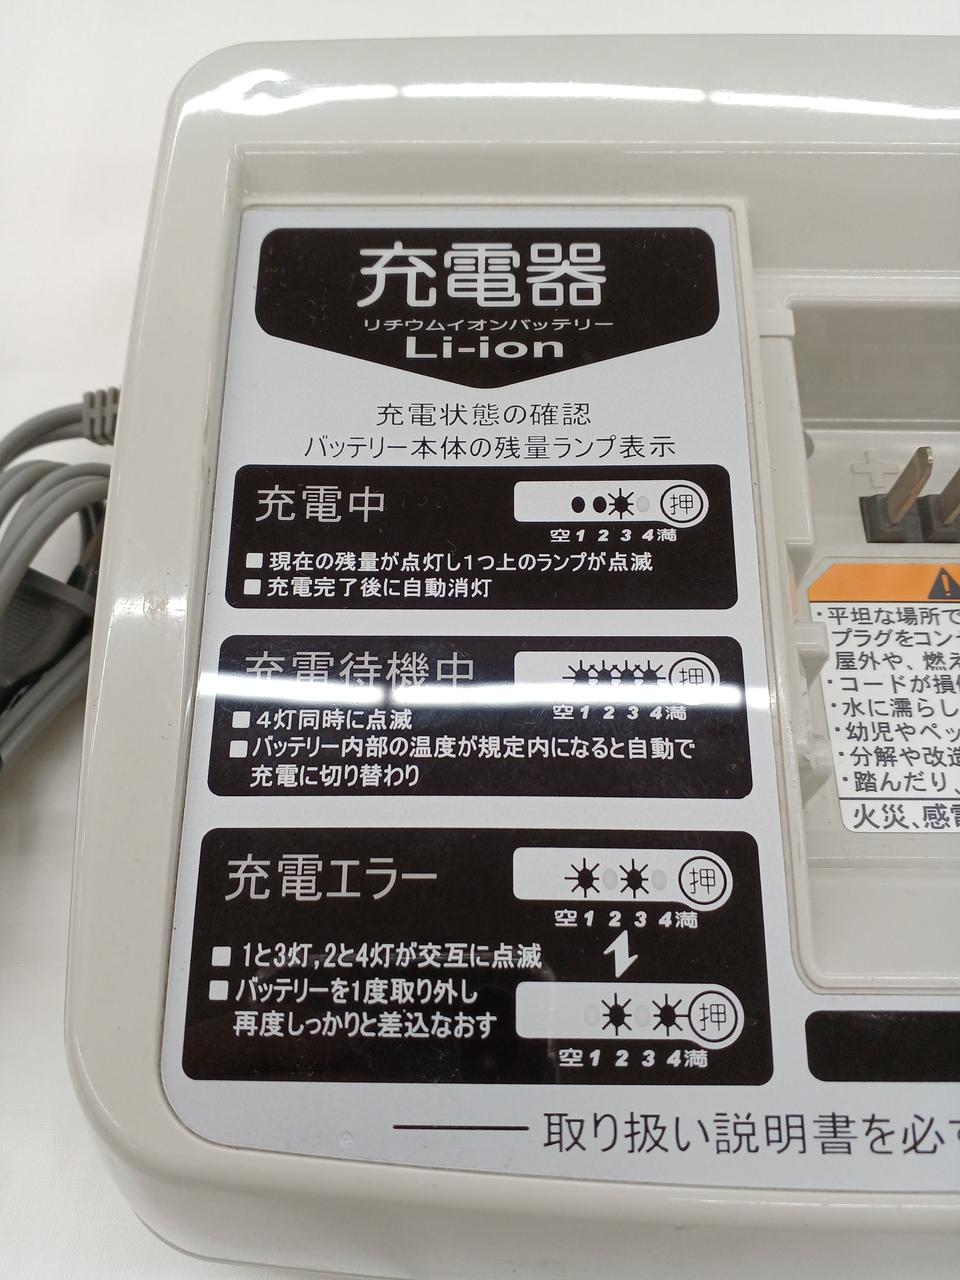 充電器
リチウムイオンバッテリー
Li-ion
充電状態の確認
バッテリー本体の残量ランプ表示
充電中
押
空1 2 3 4満
■現在の残量が点灯し1つ上のランプが点滅
■充電完了後に自動消灯
充電待機中
押
空1 2 3 4満
■4灯同時に点滅
■バッテリー内部の温度が規定内になると自動で
充電に切り替わり
充電エラー
押
空1 2 3 4満
■1と3灯,2と4灯が交互に点滅
■バッテリーを1度取り外し
再度しっかりと差込なおす
押
空1 2 3 4満
取り扱い説明書を必ず
+
・平坦な場所で
プラグをコン
屋外や、燃え
・コードが損
・水に濡らし
・幼児やペッ
・分解や改造
・踏んだり、
火災、感電